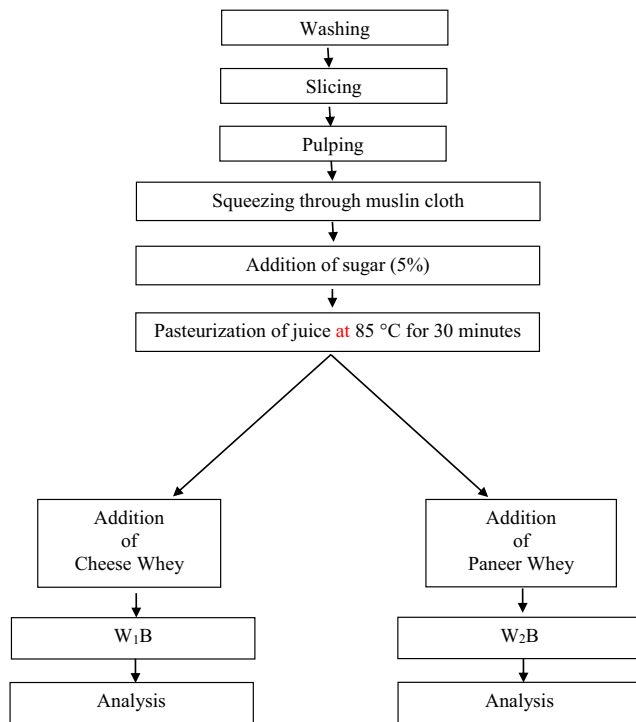 Washing
Slicing
Pulping
Squeezing through muslin cloth
Addition of sugar (5%)
Pasteurization of juice at 85 °C for 30 minutes
Addition
of
Cheese Whey
Addition
of
Paneer Whey
W₁B
W₂B
Analysis
Analysis